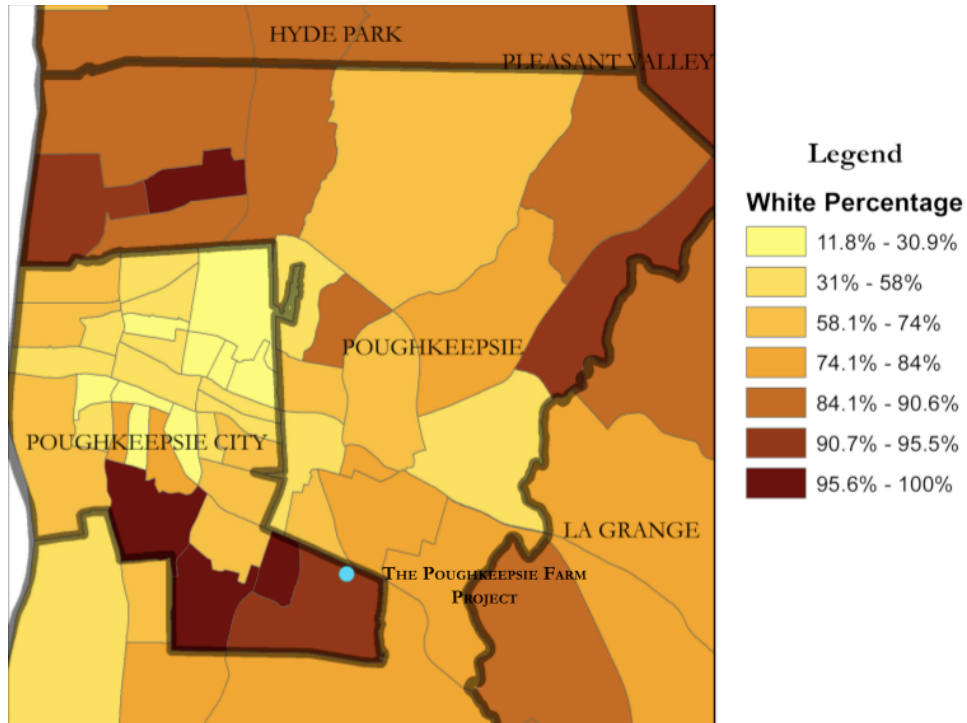 HYDE PARK
PLEASANT VALLEY
POUGHKEEPSIE
POUGHKEEPSIE CITY
LA GRANGE
THE POUGHKEEPSIE FARM
PROJECT
Legend
White Percentage
11.8% - 30.9%
31% - 58%
58.1% - 74%
74.1% - 84%
84.1% - 90.6%
90.7% - 95.5%
95.6% - 100%